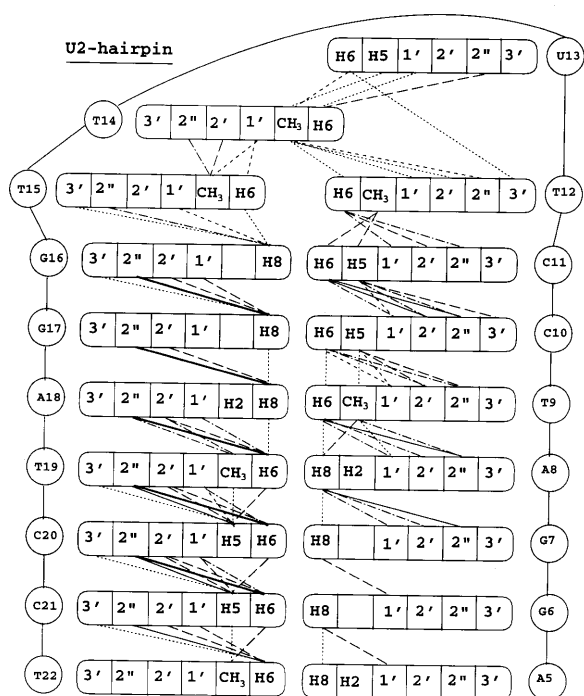 U2-hairpin
H6 H5 1' 2' 2" 3' U13
T14 3' 2" 2' 1' CH3 H6
T15 3' 2" 2' 1' CH3 H6 H6 CH3 1' 2' 2" 3' T12
G16 3' 2" 2' 1' H8 H6 H5 1' 2' 2" 3' C11
G17 3' 2" 2' 1' H8 H6 H5 1' 2' 2" 3' C10
A18 3' 2" 2' 1' H2 H8 H6 CH3 1' 2' 2" 3' T9
T19 3' 2" 2' 1' CH3 H6 H8 H2 1' 2' 2" 3' A8
C20 3' 2" 2' 1' H5 H6 H8 1' 2' 2" 3' G7
C21 3' 2" 2' 1' H5 H6 H8 1' 2' 2" 3' G6
T22 3' 2" 2' 1' CH3 H6 H8 H2 1' 2' 2" 3' A5